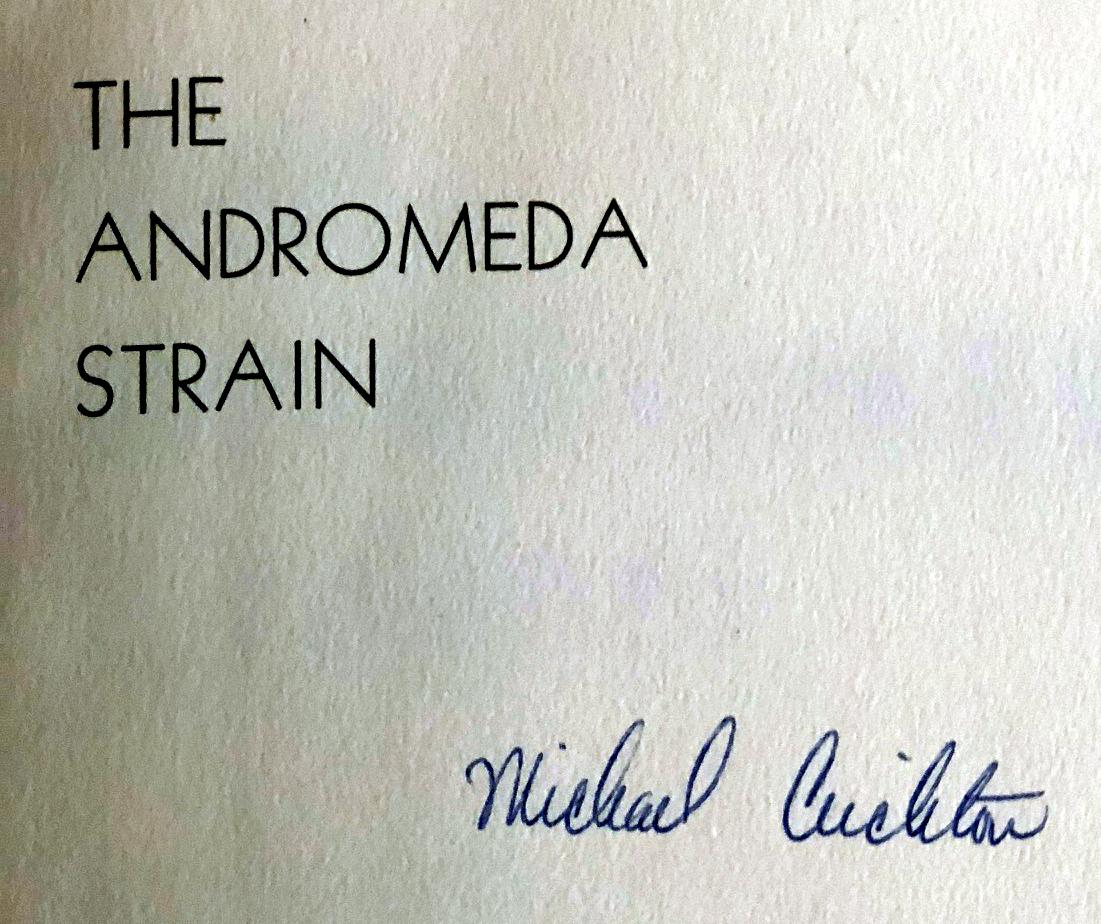 THE
ANDROMEDA
STRAIN
Michael Crichton